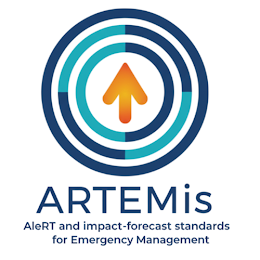 ARTEMis
AleRT and impact-forecast standards
for Emergency Management